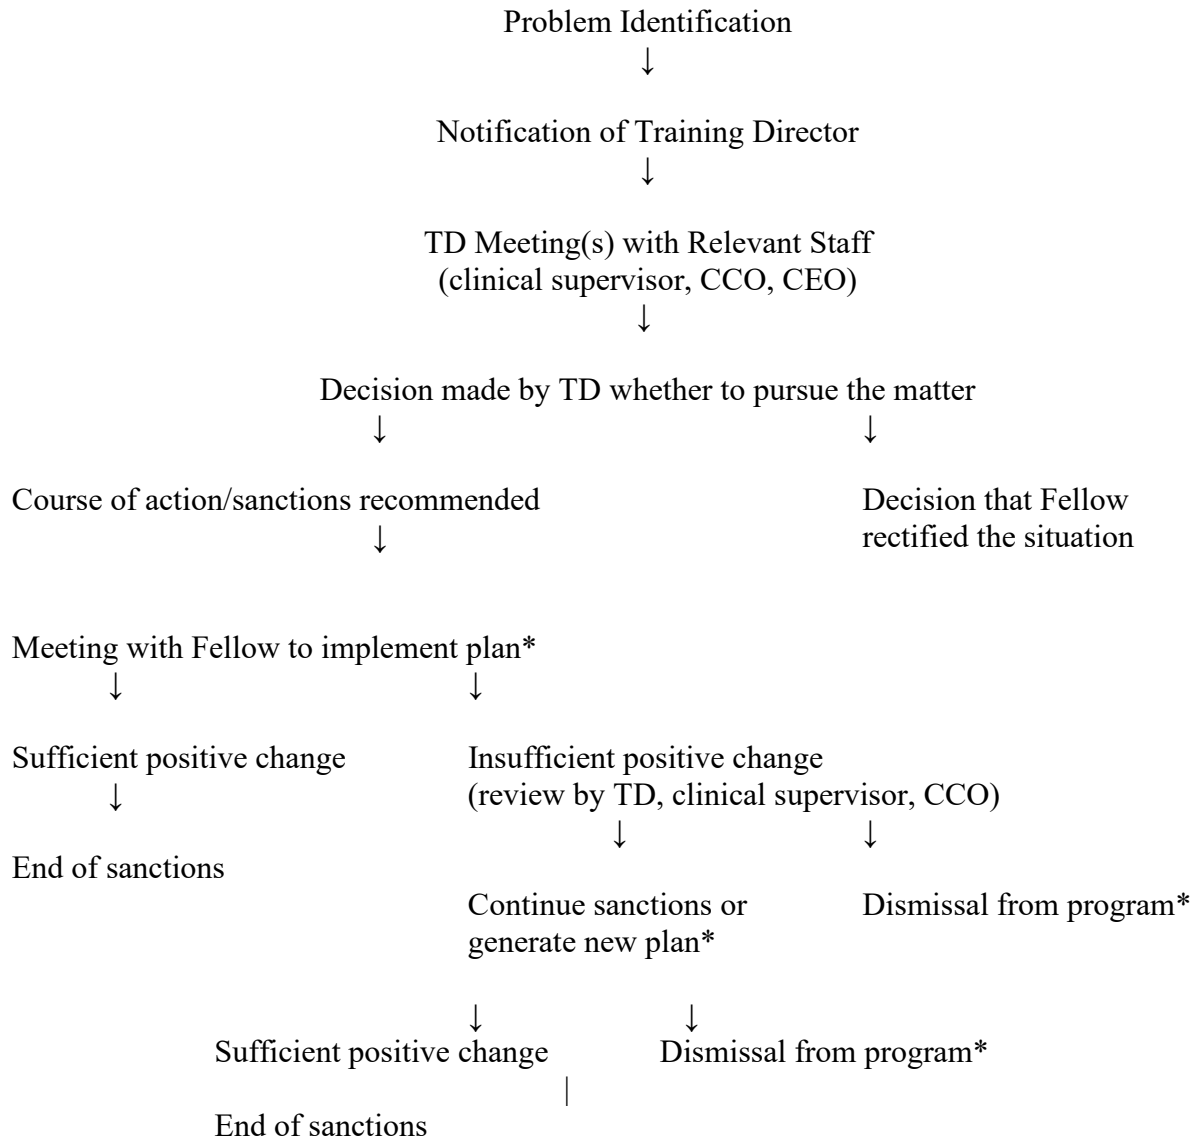 Problem Identification
↓
Notification of Training Director
↓
TD Meeting(s) with Relevant Staff
(clinical supervisor, CCO, CEO)
↓
Decision made by TD whether to pursue the matter
↓ ↓
Course of action/sanctions recommended
↓
Decision that Fellow
rectified the situation
Meeting with Fellow to implement plan*
↓ ↓
Sufficient positive change
↓
End of sanctions
Insufficient positive change
(review by TD, clinical supervisor, CCO)
↓ ↓
Continue sanctions or
generate new plan*
Dismissal from program*
↓ ↓
Sufficient positive change
|
End of sanctions
Dismissal from program*